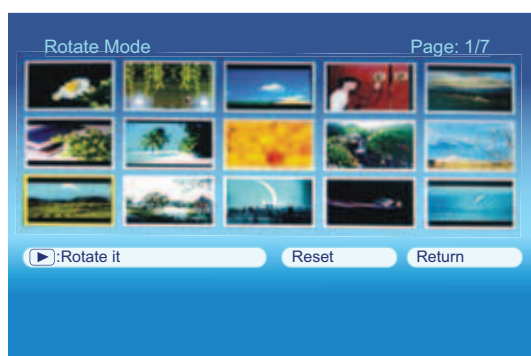 Rotate Mode Page: 1/7
:Rotate it Reset Return